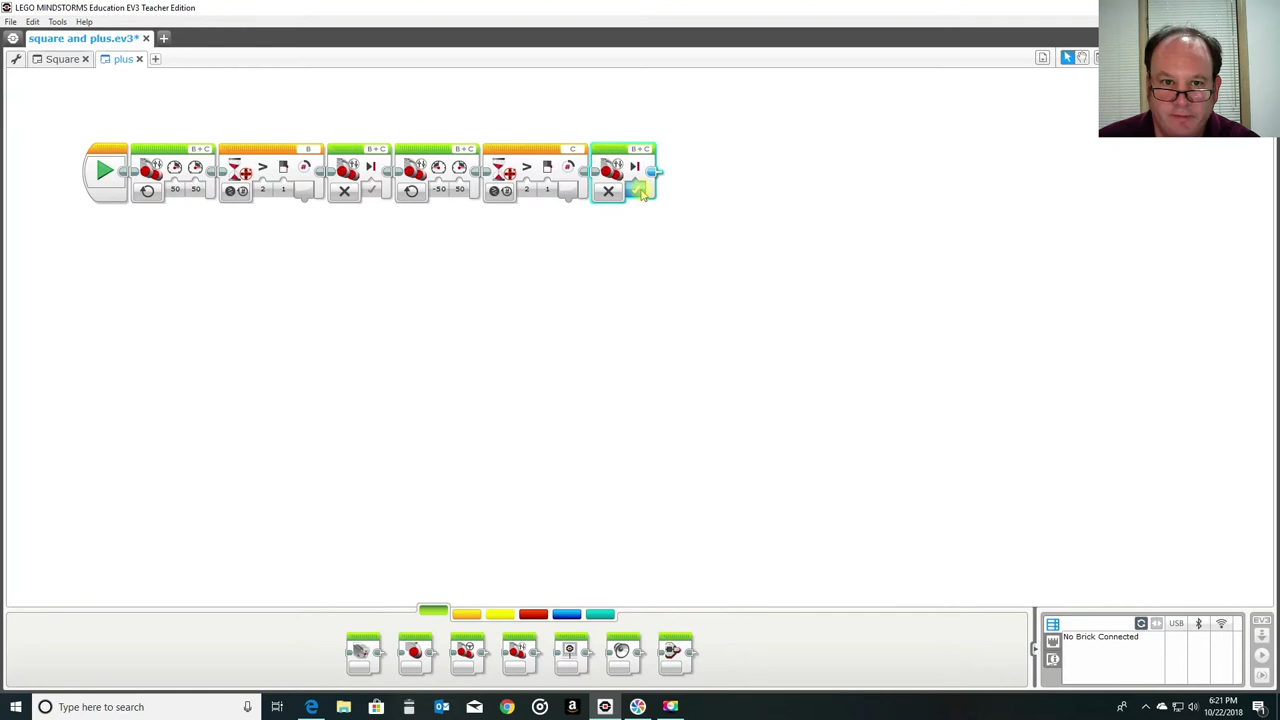 LEGO MINDSTORMS Education EV3 Teacher Edition
File Edit Tools Help
square and plus.ev3*
Square plus
B + C B B + C B + C C B + C
> >
50 50 2 1 -50 50 2 1
No Brick Connected
USB
EV3
Type here to search
6:21 PM
10/22/2018